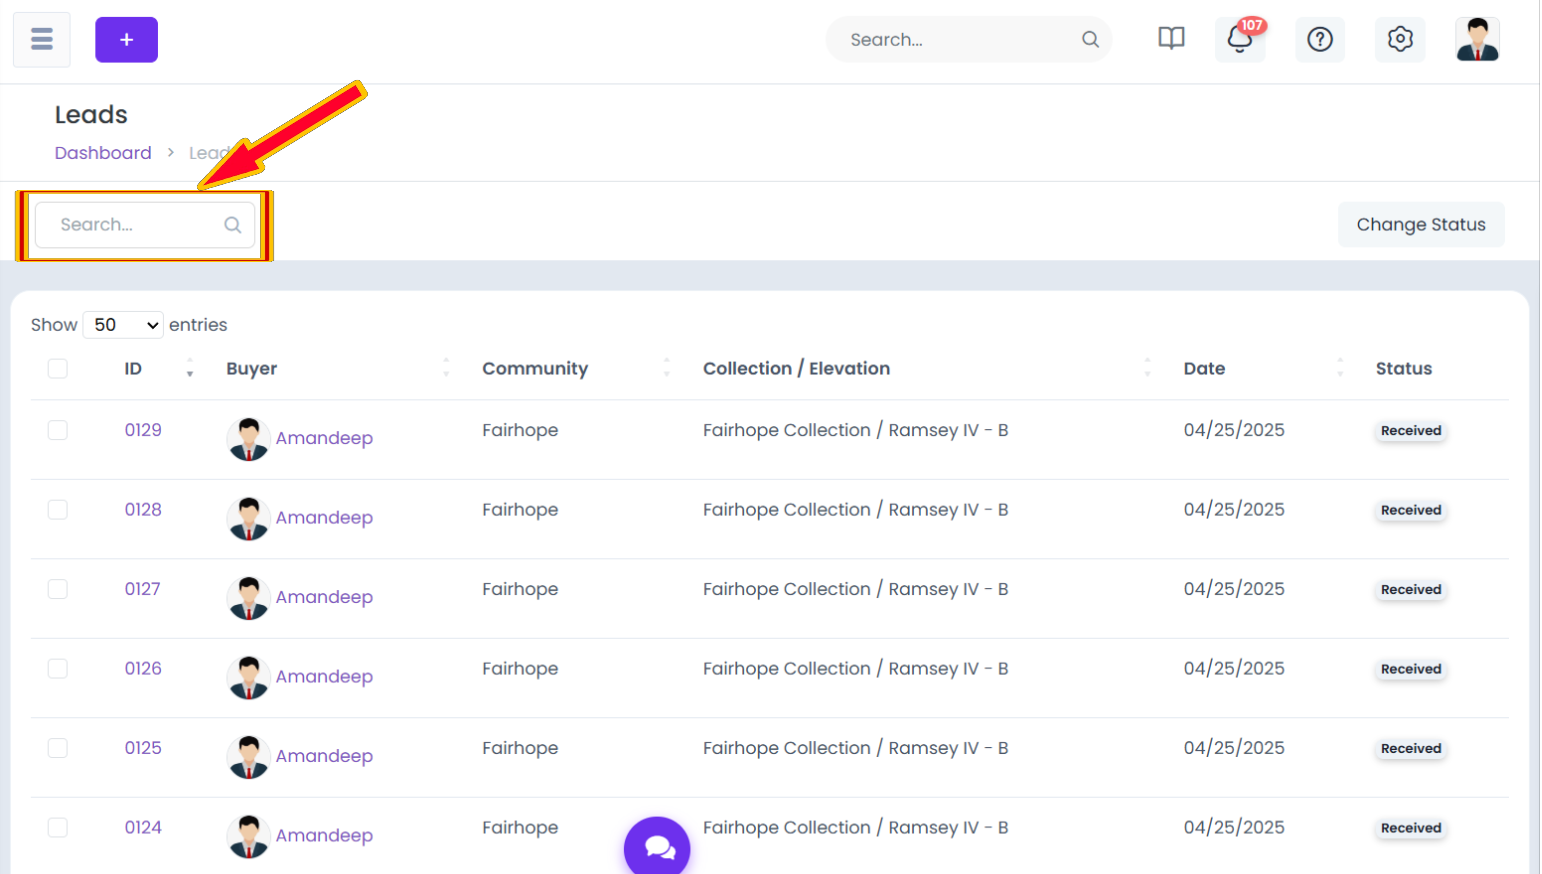 +
Search...
107
Leads
Dashboard > Leads
Search...
Change Status
Show 50 entries
ID Buyer Community Collection / Elevation Date Status
0129 Amandeep Fairhope Fairhope Collection / Ramsey IV - B 04/25/2025 Received
0128 Amandeep Fairhope Fairhope Collection / Ramsey IV - B 04/25/2025 Received
0127 Amandeep Fairhope Fairhope Collection / Ramsey IV - B 04/25/2025 Received
0126 Amandeep Fairhope Fairhope Collection / Ramsey IV - B 04/25/2025 Received
0125 Amandeep Fairhope Fairhope Collection / Ramsey IV - B 04/25/2025 Received
0124 Amandeep Fairhope Fairhope Collection / Ramsey IV - B 04/25/2025 Received